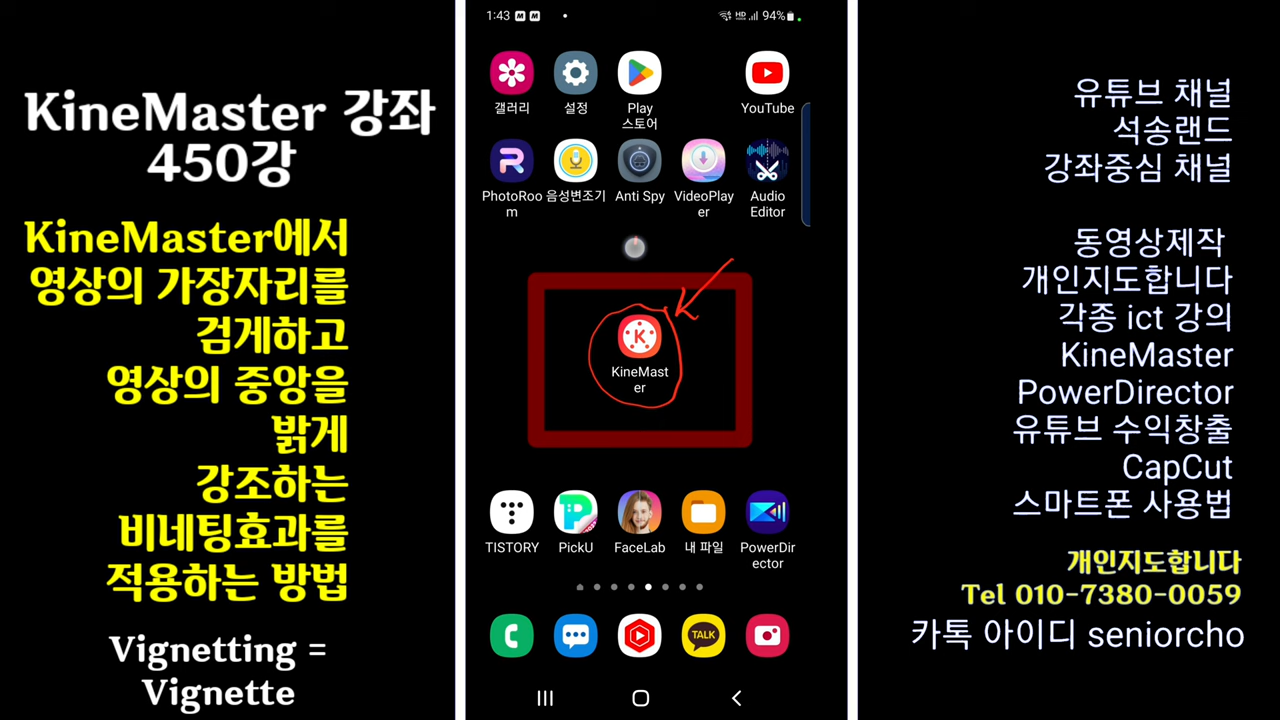 KineMaster 강좌
450강
KineMaster에서
영상의 가장자리를
검게하고
영상의 중앙을
밝게
강조하는
비네팅효과를
적용하는 방법
Vignetting =
Vignette
1:43
HD
94%
갤러리
설정
Play
스토어
YouTube
PhotoRoo
m
음성변조기
Anti Spy
VideoPlay
er
Audio
Editor
KineMast
er
TISTORY
PickU
FaceLab
내 파일
PowerDir
ector
TALK
유튜브 채널
석송랜드
강좌중심 채널
동영상제작
개인지도합니다
각종 ict 강의
KineMaster
PowerDirector
유튜브 수익창출
CapCut
스마트폰 사용법
개인지도합니다
Tel 010-7380-0059
카톡 아이디 seniorcho